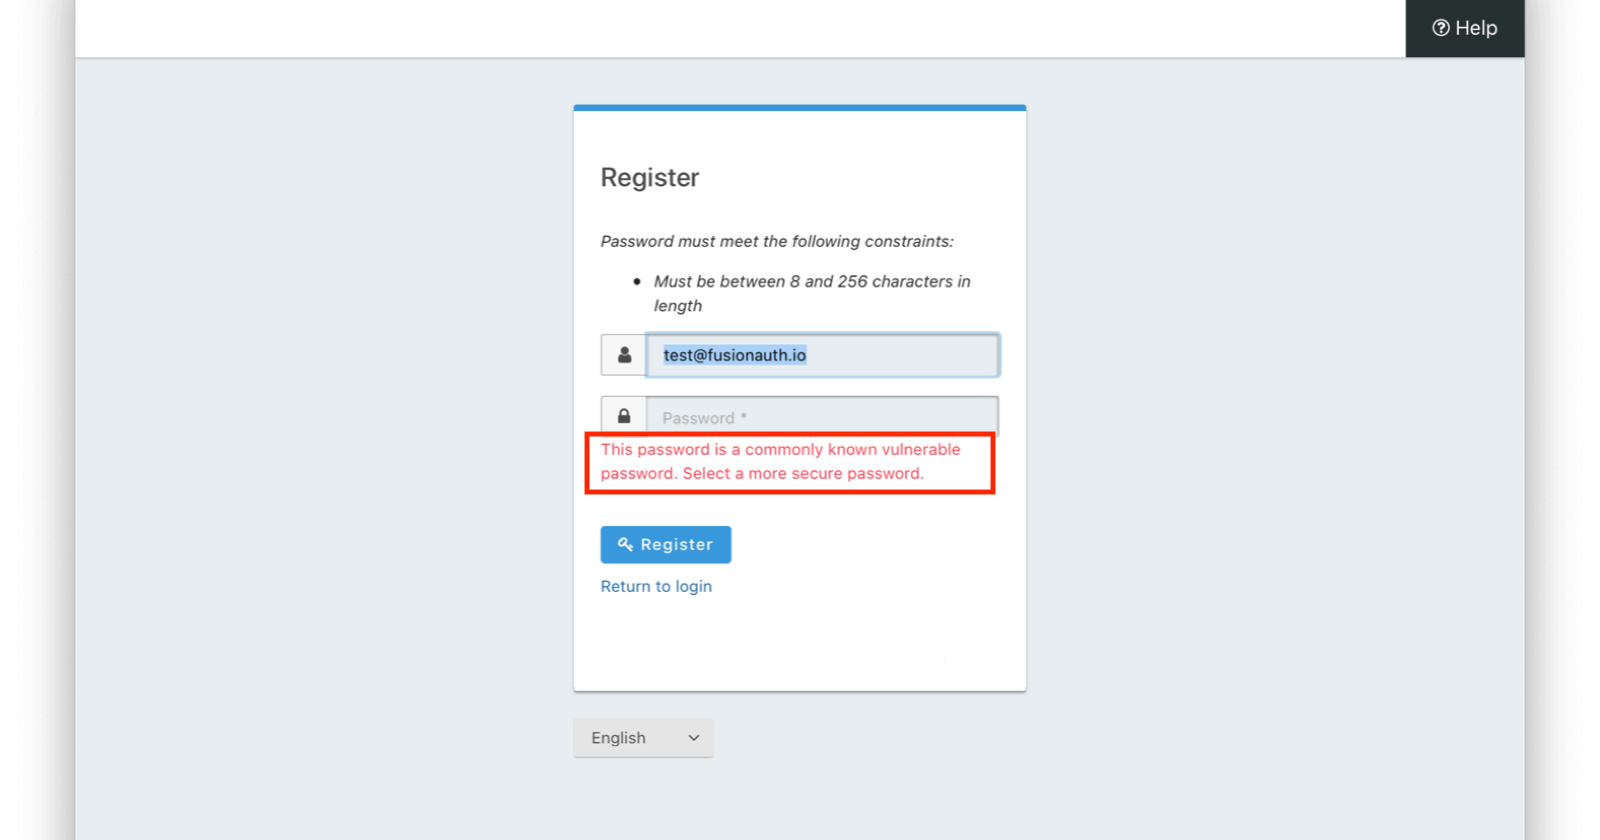 Help
Register
Password must meet the following constraints:
• Must be between 8 and 256 characters in
length
test@fusionauth.io
Password *
This password is a commonly known vulnerable
password. Select a more secure password.
Register
Return to login
English